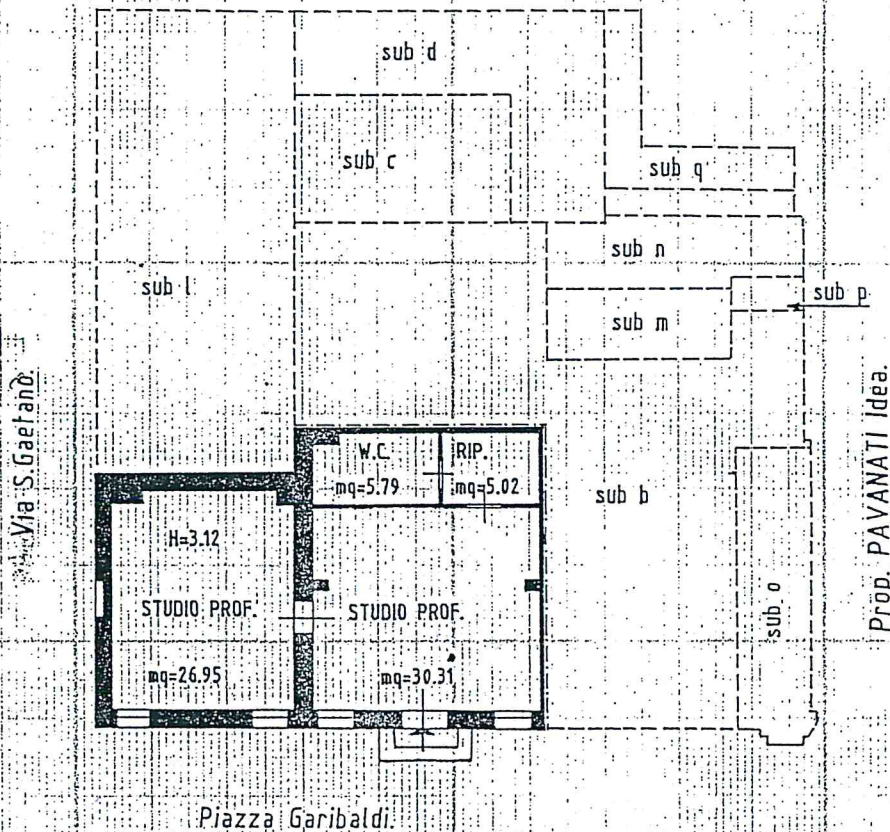 sub d
sub c
sub q
sub n
sub l
sub p
sub m
Via S.Gaetano.
Prop. PAVANATI Idea.
W.C.
RIP.
mq=5.79
mq=5.02
sub b
H=3.12
STUDIO PROF.
STUDIO PROF.
sub o
mq=26.95
mq=30.31
Piazza Garibaldi.